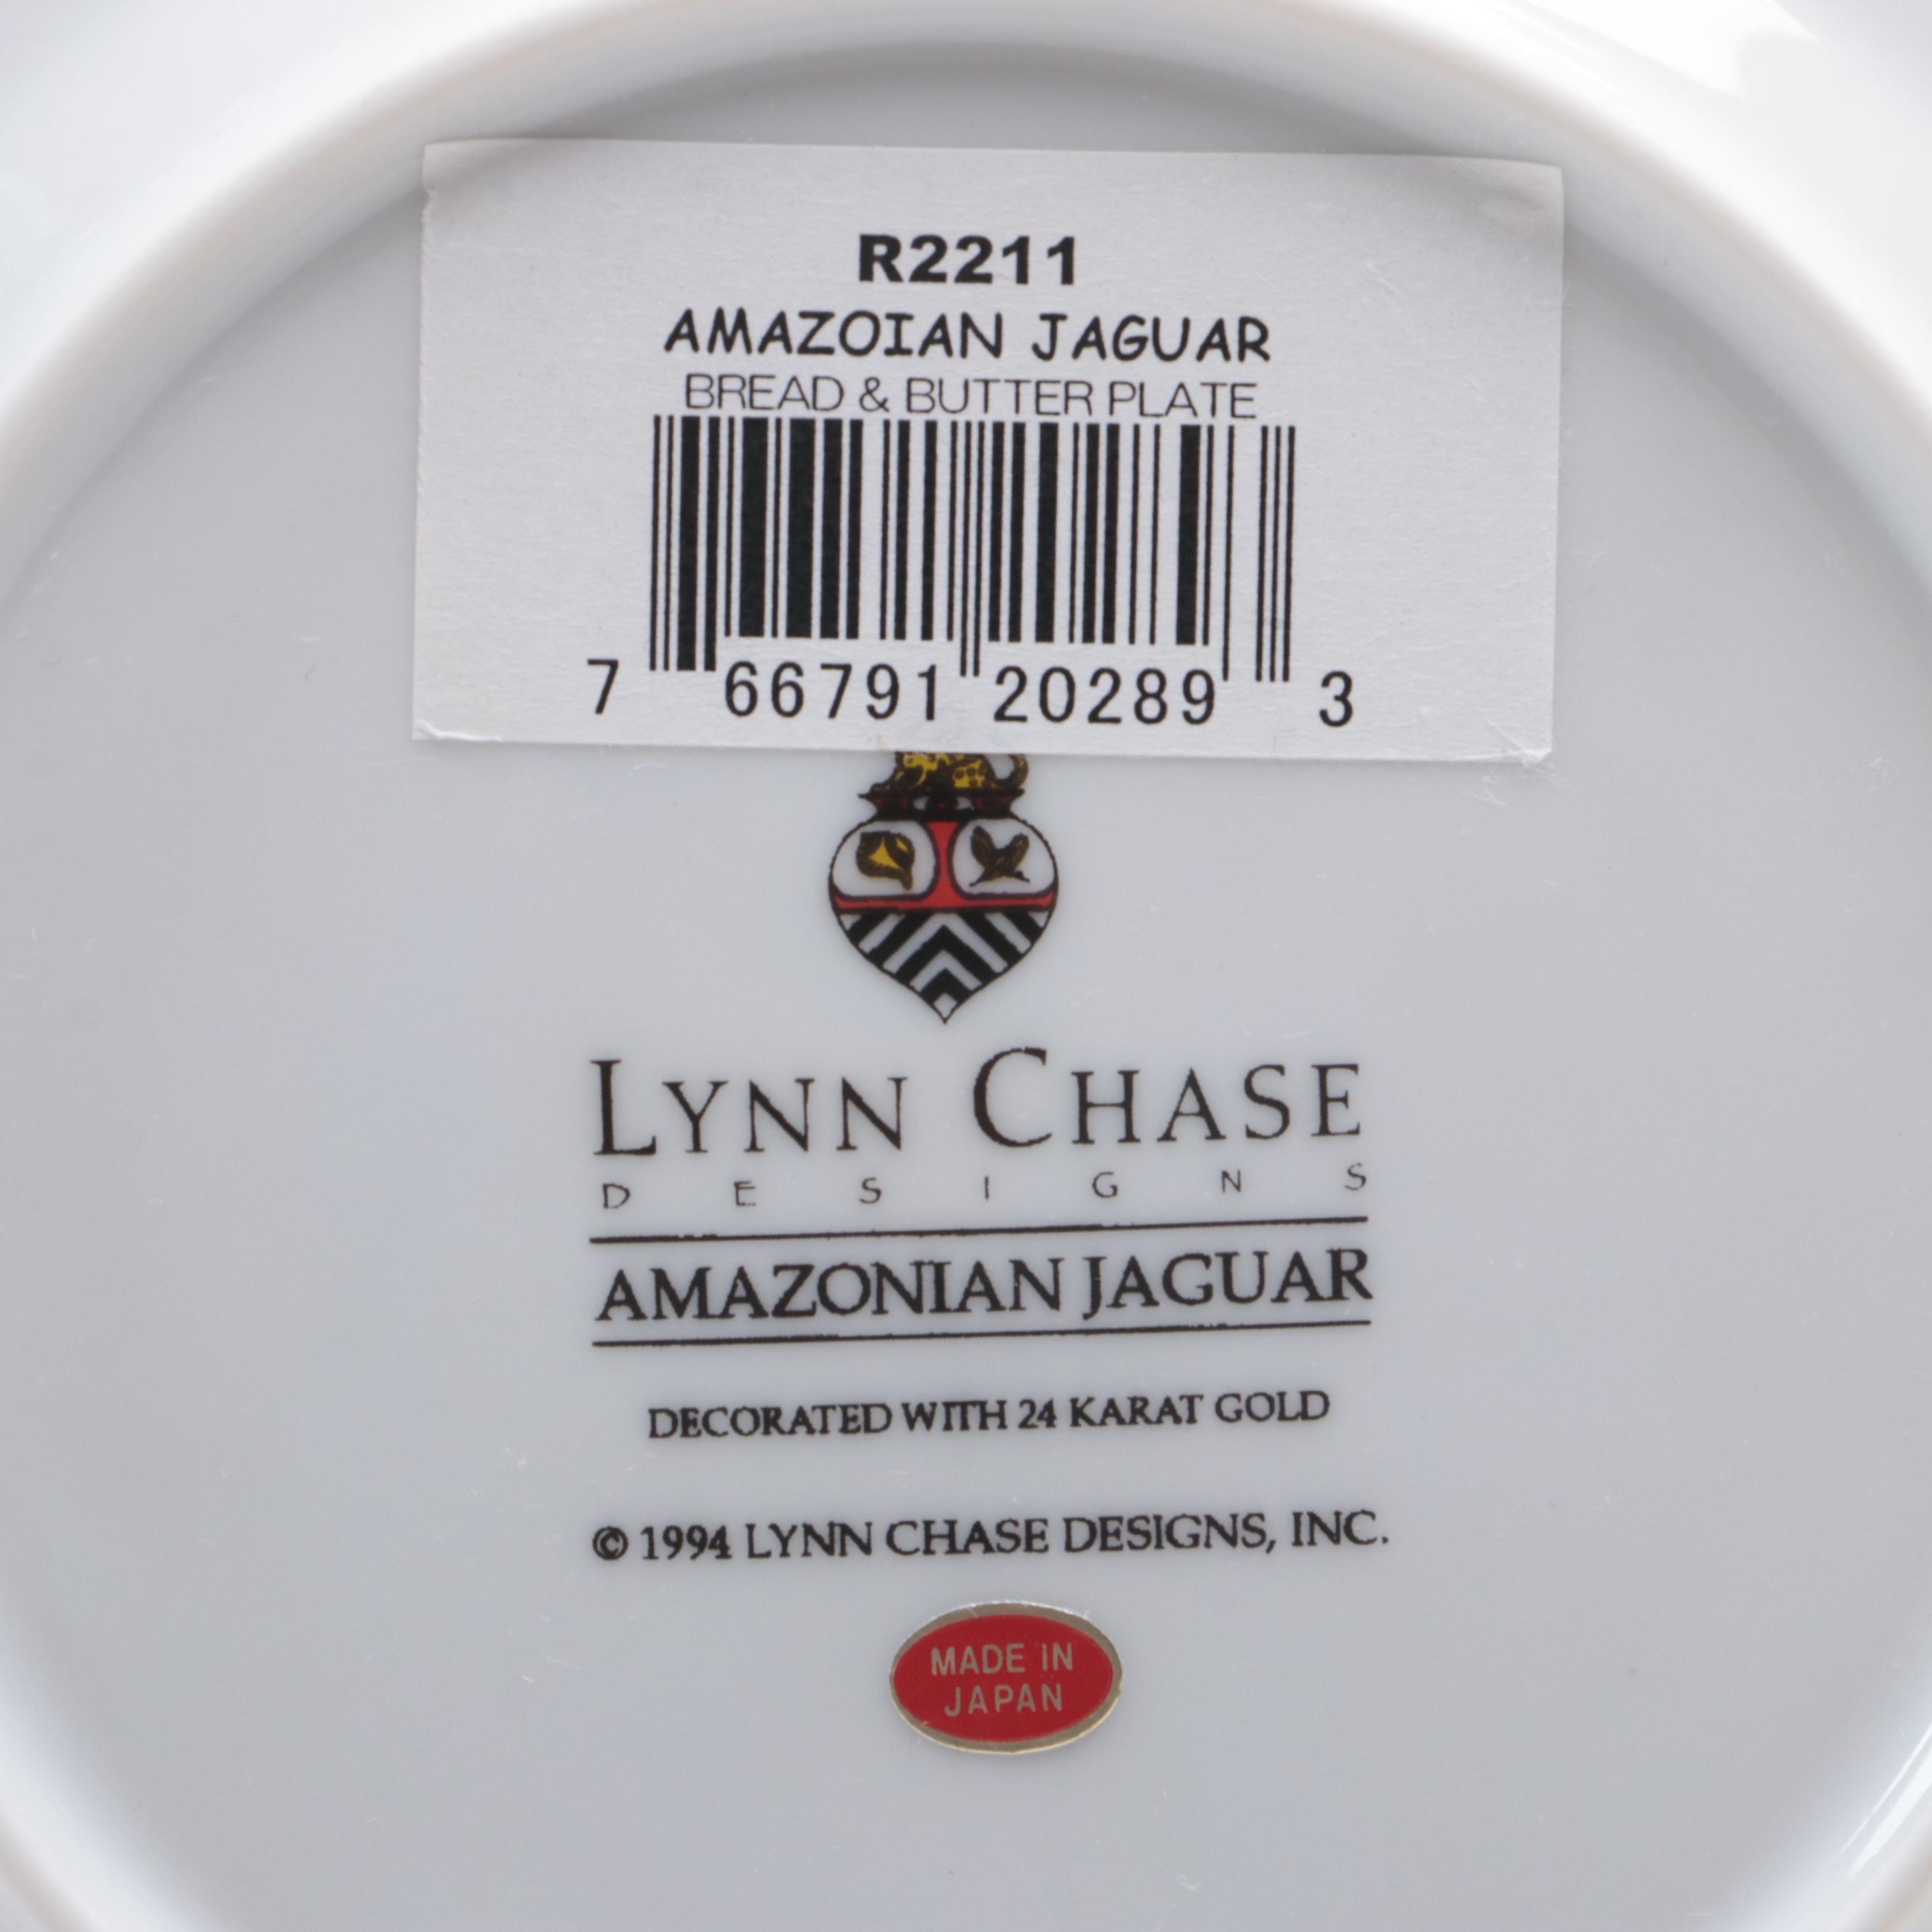 R2211
AMAZOIAN JAGUAR
BREAD & BUTTER PLATE
7 66791 20289 3
LYNN CHASE
DESIGNS
AMAZONIAN JAGUAR
DECORATED WITH 24 KARAT GOLD
© 1994 LYNN CHASE DESIGNS, INC.
MADE IN
JAPAN